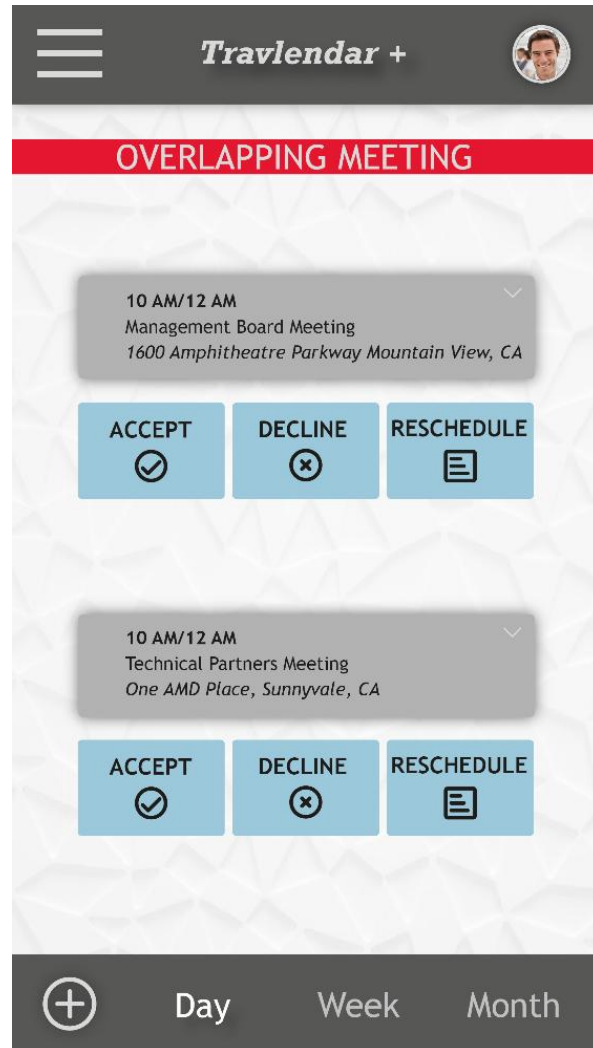 Travlendar +
OVERLAPPING MEETING
10 AM/12 AM
Management Board Meeting
1600 Amphitheatre Parkway Mountain View, CA
ACCEPT DECLINE RESCHEDULE
10 AM/12 AM
Technical Partners Meeting
One AMD Place, Sunnyvale, CA
ACCEPT DECLINE RESCHEDULE
Day Week Month